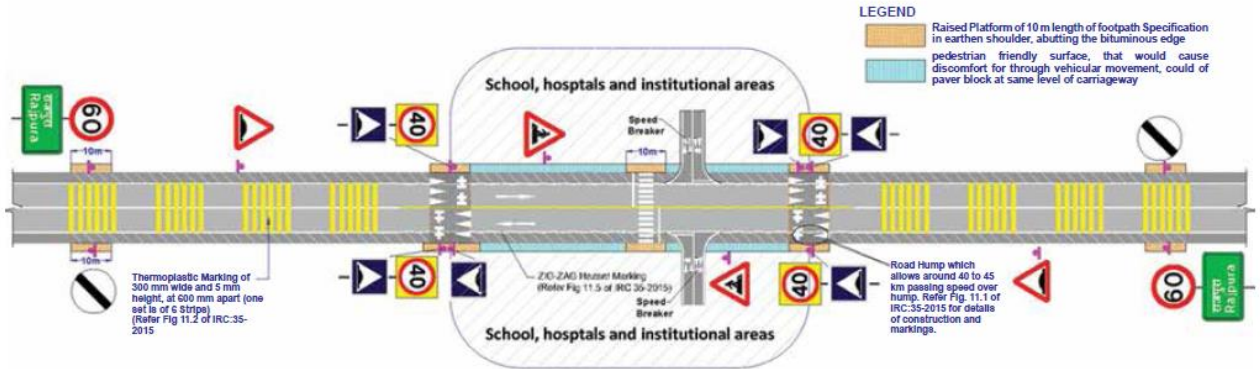 LEGEND
Raised Platform of 10 m length of footpath Specification
in earthen shoulder, abutting the bituminous edge
pedestrian friendly surface, that would cause
discomfort for through vehicular movement, could of
paver block at same level of carriageway
School, hosptals and institutional areas
राजपुरा
Rajpura
60
40
40
Speed
Breaker
10m
10m
10m
Thermoplastic Marking of
300 mm wide and 5 mm
height, at 600 mm apart (one
set is of 6 Strips)
(Refer Fig 11.2 of IRC:35-
2015
40
ZIG-ZAG Hazard Marking
(Refer Fig 11.5 of IRC 35-2015)
Speed
Breaker
40
Road Hump which
allows around 40 to 45
km passing speed over
hump. Refer Fig. 11.1 of
IRC:35-2015 for details
of construction and
markings.
60
राजपुरा
Rajpura
School, hosptals and institutional areas